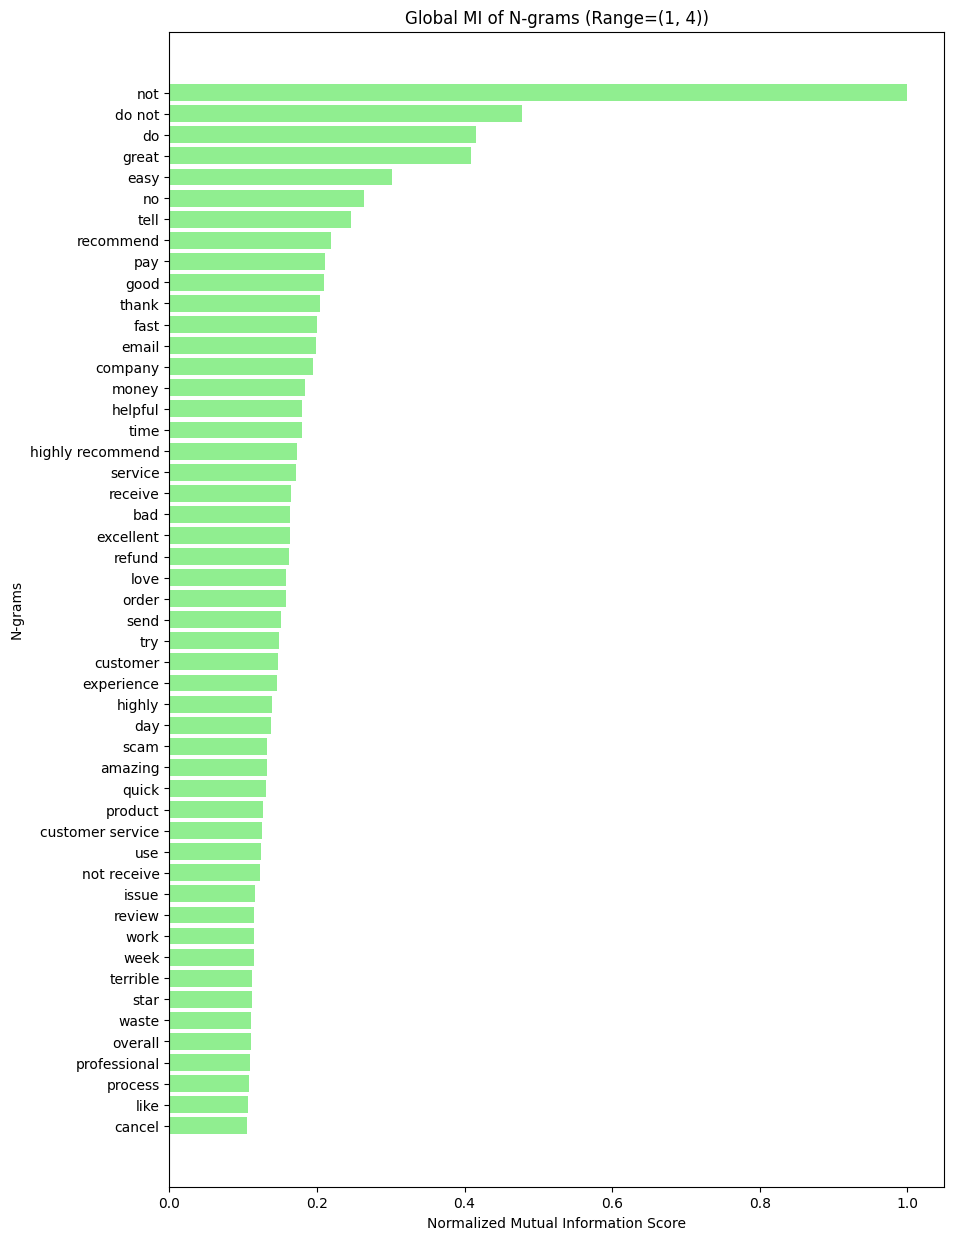 Global MI of N-grams (Range=(1, 4))
not
do not
do
great
easy
no
tell
recommend
pay
good
thank
fast
email
company
money
helpful
time
highly recommend
service
receive
bad
excellent
refund
love
order
send
try
customer
experience
highly
day
scam
amazing
quick
product
customer service
use
not receive
issue
review
work
week
terrible
star
waste
overall
professional
process
like
cancel
N-grams
0.0 0.2 0.4 0.6 0.8 1.0
Normalized Mutual Information Score